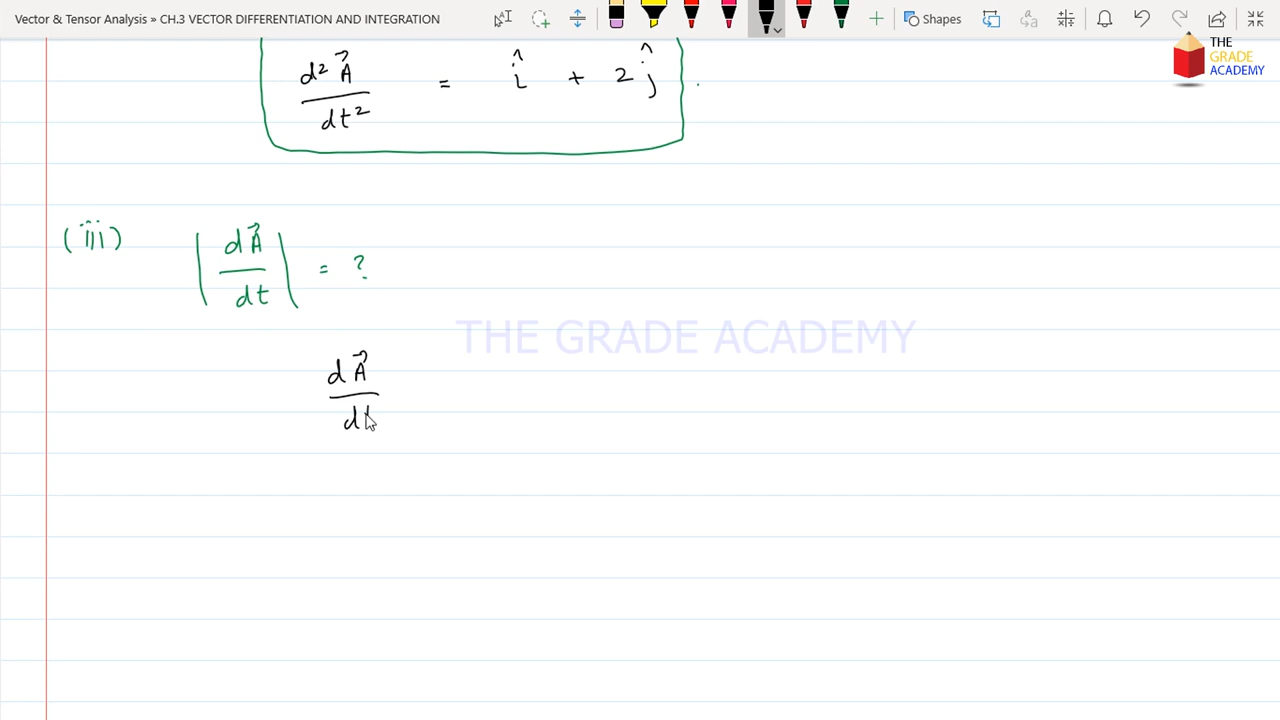 Vector & Tensor Analysis » CH.3 VECTOR DIFFERENTIATION AND INTEGRATION
Shapes
THE
GRADE
ACADEMY
d²A⃗/dt² = î + 2ĵ .
(iii) |dA⃗/dt| = ?
THE GRADE ACADEMY
dA⃗/dt